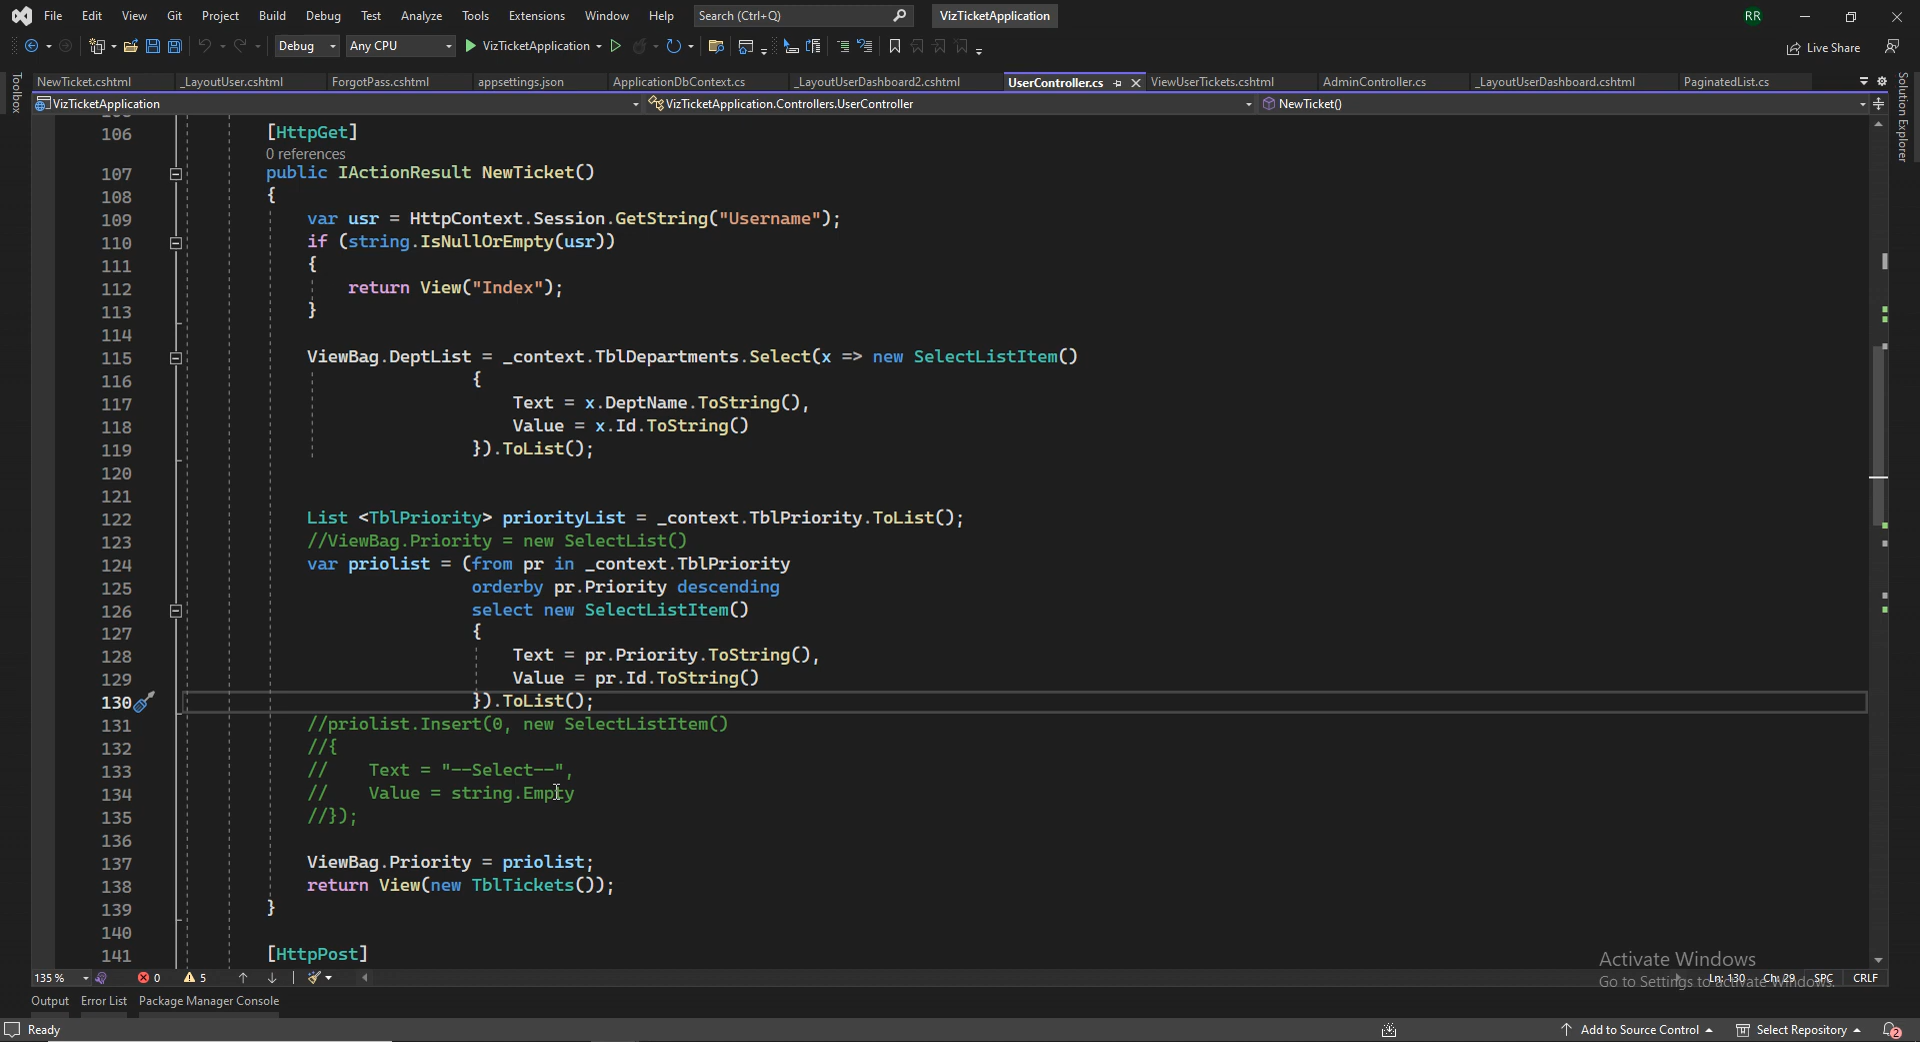 File Edit View Git Project Build Debug Test Analyze Tools Extensions Window Help Search (Ctrl+Q) VizTicketApplication RR
Debug Any CPU VizTicketApplication Live Share
Toolbox
NewTicket.cshtml _LayoutUser.cshtml ForgotPass.cshtml appsettings.json ApplicationDbContext.cs _LayoutUserDashboard2.cshtml UserController.cs ViewUserTickets.cshtml AdminController.cs _LayoutUserDashboard.cshtml PaginatedList.cs
Solution Explorer
VizTicketApplication VizTicketApplication.Controllers.UserController NewTicket()
106 [HttpGet]
0 references
107 public IActionResult NewTicket()
108 {
109 var usr = HttpContext.Session.GetString("Username");
110 if (string.IsNullOrEmpty(usr))
111 {
112 return View("Index");
113 }
114
115 ViewBag.DeptList = _context.TblDepartments.Select(x => new SelectListItem()
116 {
117 Text = x.DeptName.ToString(),
118 Value = x.Id.ToString()
119 }).ToList();
120
121
122 List <TblPriority> priorityList = _context.TblPriority.ToList();
123 //ViewBag.Priority = new SelectList()
124 var priolist = (from pr in _context.TblPriority
125 orderby pr.Priority descending
126 select new SelectListItem()
127 {
128 Text = pr.Priority.ToString(),
129 Value = pr.Id.ToString()
130 }).ToList();
131 //priolist.Insert(0, new SelectListItem()
132 //{
133 // Text = "--Select--",
134 // Value = string.Empty
135 //});
136
137 ViewBag.Priority = priolist;
138 return View(new TblTickets());
139 }
140
141 [HttpPost]
Activate Windows
Go to Settings to activate Windows.
135 % 0 5 Ln: 130 Ch: 29 SPC CRLF
Output Error List Package Manager Console
Ready Add to Source Control Select Repository 2